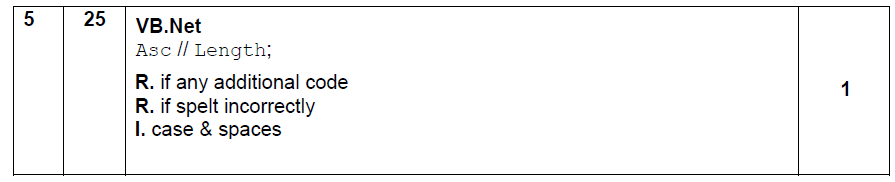 5 25 VB.Net
Asc // Length;
R. if any additional code
R. if spelt incorrectly
I. case & spaces
1